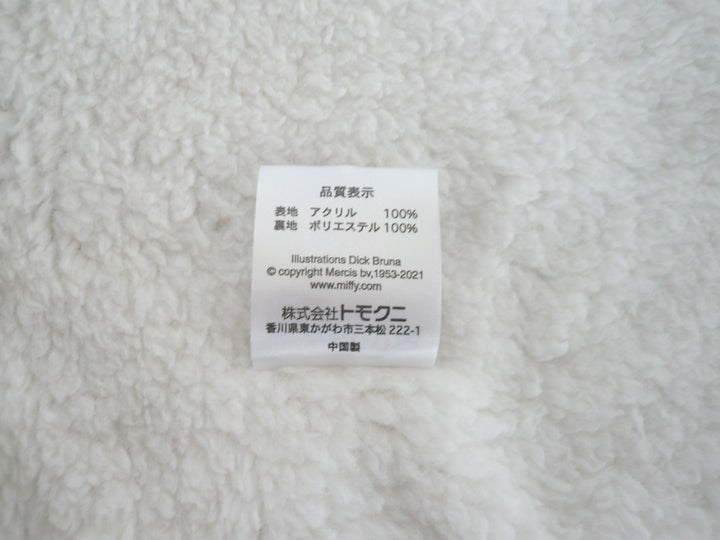 品質表示
表地 アクリル 100%
裏地 ポリエステル 100%
Illustrations Dick Bruna
© copyright Mercis bv,1953-2021
www.miffy.com
株式会社トモクニ
香川県東かがわ市三本松 222-1
中国製